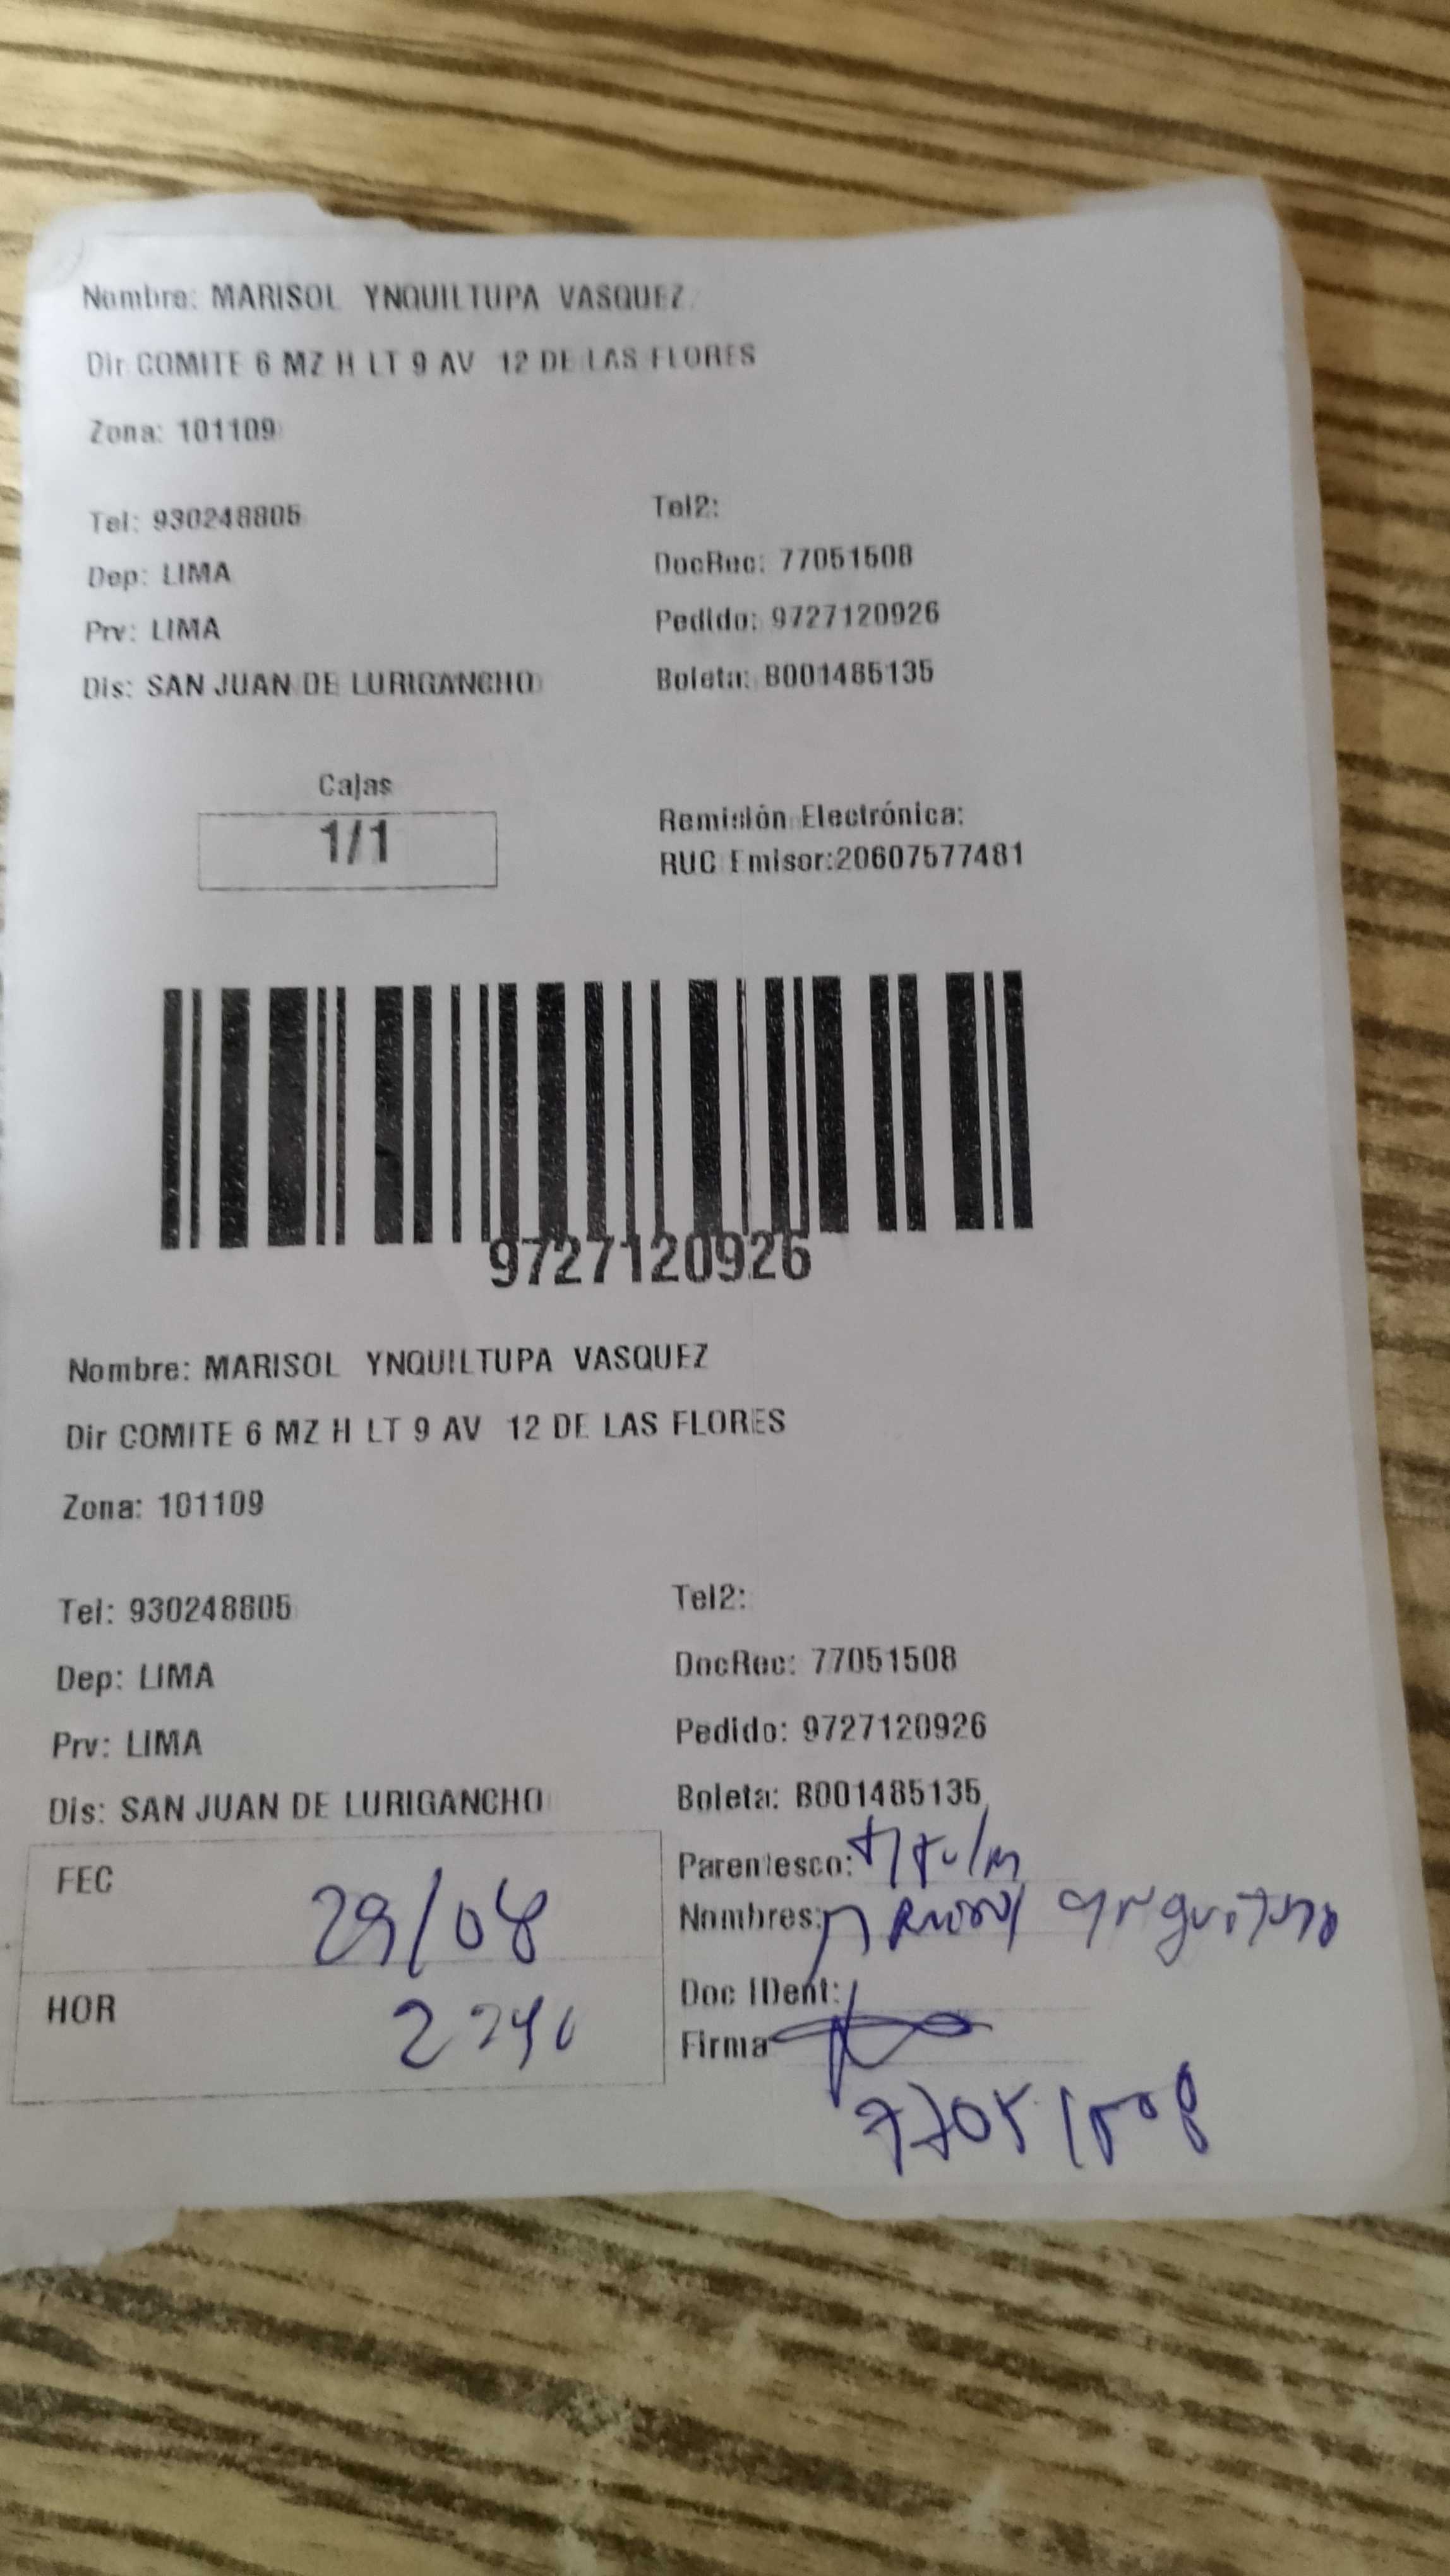 Nombre: MARISOL YNQUILTUPA VASQUEZ
Dir COMITE 6 MZ H LT 9 AV 12 DE LAS FLORES
Zona: 101109
Tel: 930248805 Tel2:
Dep: LIMA DocRec: 77051508
Prv: LIMA Pedido: 9727120926
Dis: SAN JUAN DE LURIGANCHO Boleta: B001485135
Cajas
1/1
Remisión Electrónica:
RUC Emisor:20607577481
9727120926
Nombre: MARISOL YNQUILTUPA VASQUEZ
Dir COMITE 6 MZ H LT 9 AV 12 DE LAS FLORES
Zona: 101109
Tel: 930248805 Tel2:
Dep: LIMA DocRec: 77051508
Prv: LIMA Pedido: 9727120926
Dis: SAN JUAN DE LURIGANCHO Boleta: B001485135
FEC 29/08
HOR
Parentesco: titular
Nombres:
Doc IDent:
Firma
77051508